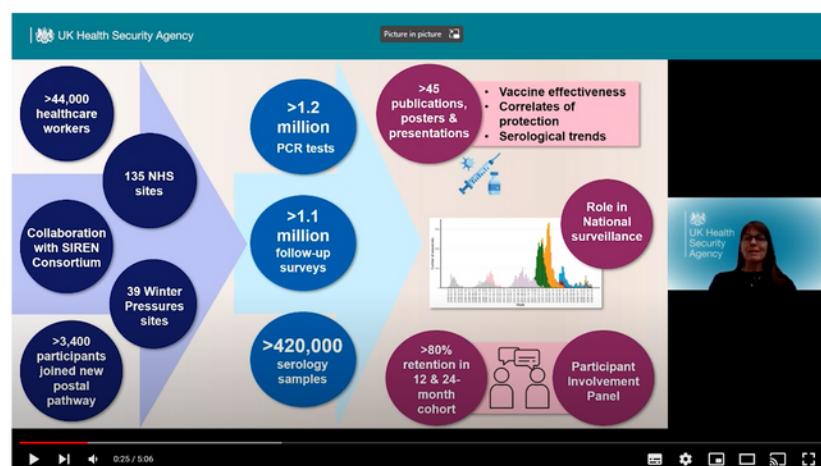 UK Health Security Agency
Picture in picture
>44,000
healthcare
workers
135 NHS
sites
Collaboration
with SIREN
Consortium
39 Winter
Pressures
sites
>3,400
participants
joined new
postal
pathway
>1.2
million
PCR tests
>1.1
million
follow-up
surveys
>420,000
serology
samples
>45
publications,
posters &
presentations
• Vaccine effectiveness
• Correlates of
protection
• Serological trends
Role in
National
surveillance
>80%
retention in
12 & 24-
month
cohort
Participant
Involvement
Panel
UK Health
Security
Agency
0:25 / 5:06